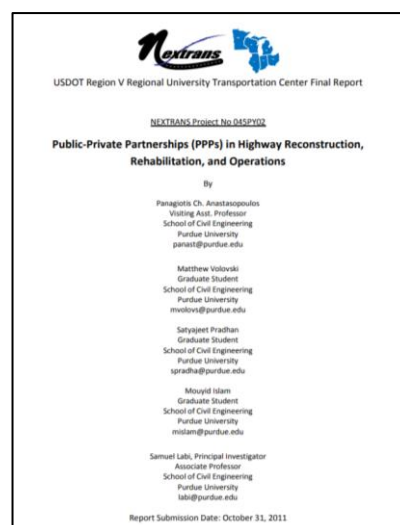 Nextrans
USDOT Region V Regional University Transportation Center Final Report
NEXTRANS Project No 045PY02
Public-Private Partnerships (PPPs) in Highway Reconstruction,
Rehabilitation, and Operations
By
Panagiotis Ch. Anastasopoulos
Visiting Asst. Professor
School of Civil Engineering
Purdue University
panast@purdue.edu
Matthew Volovski
Graduate Student
School of Civil Engineering
Purdue University
mvolovs@purdue.edu
Satyajeet Pradhan
Graduate Student
School of Civil Engineering
Purdue University
spradha@purdue.edu
Mouyid Islam
Graduate Student
School of Civil Engineering
Purdue University
mislam@purdue.edu
Samuel Labi, Principal Investigator
Associate Professor
School of Civil Engineering
Purdue University
labi@purdue.edu
Report Submission Date: October 31, 2011